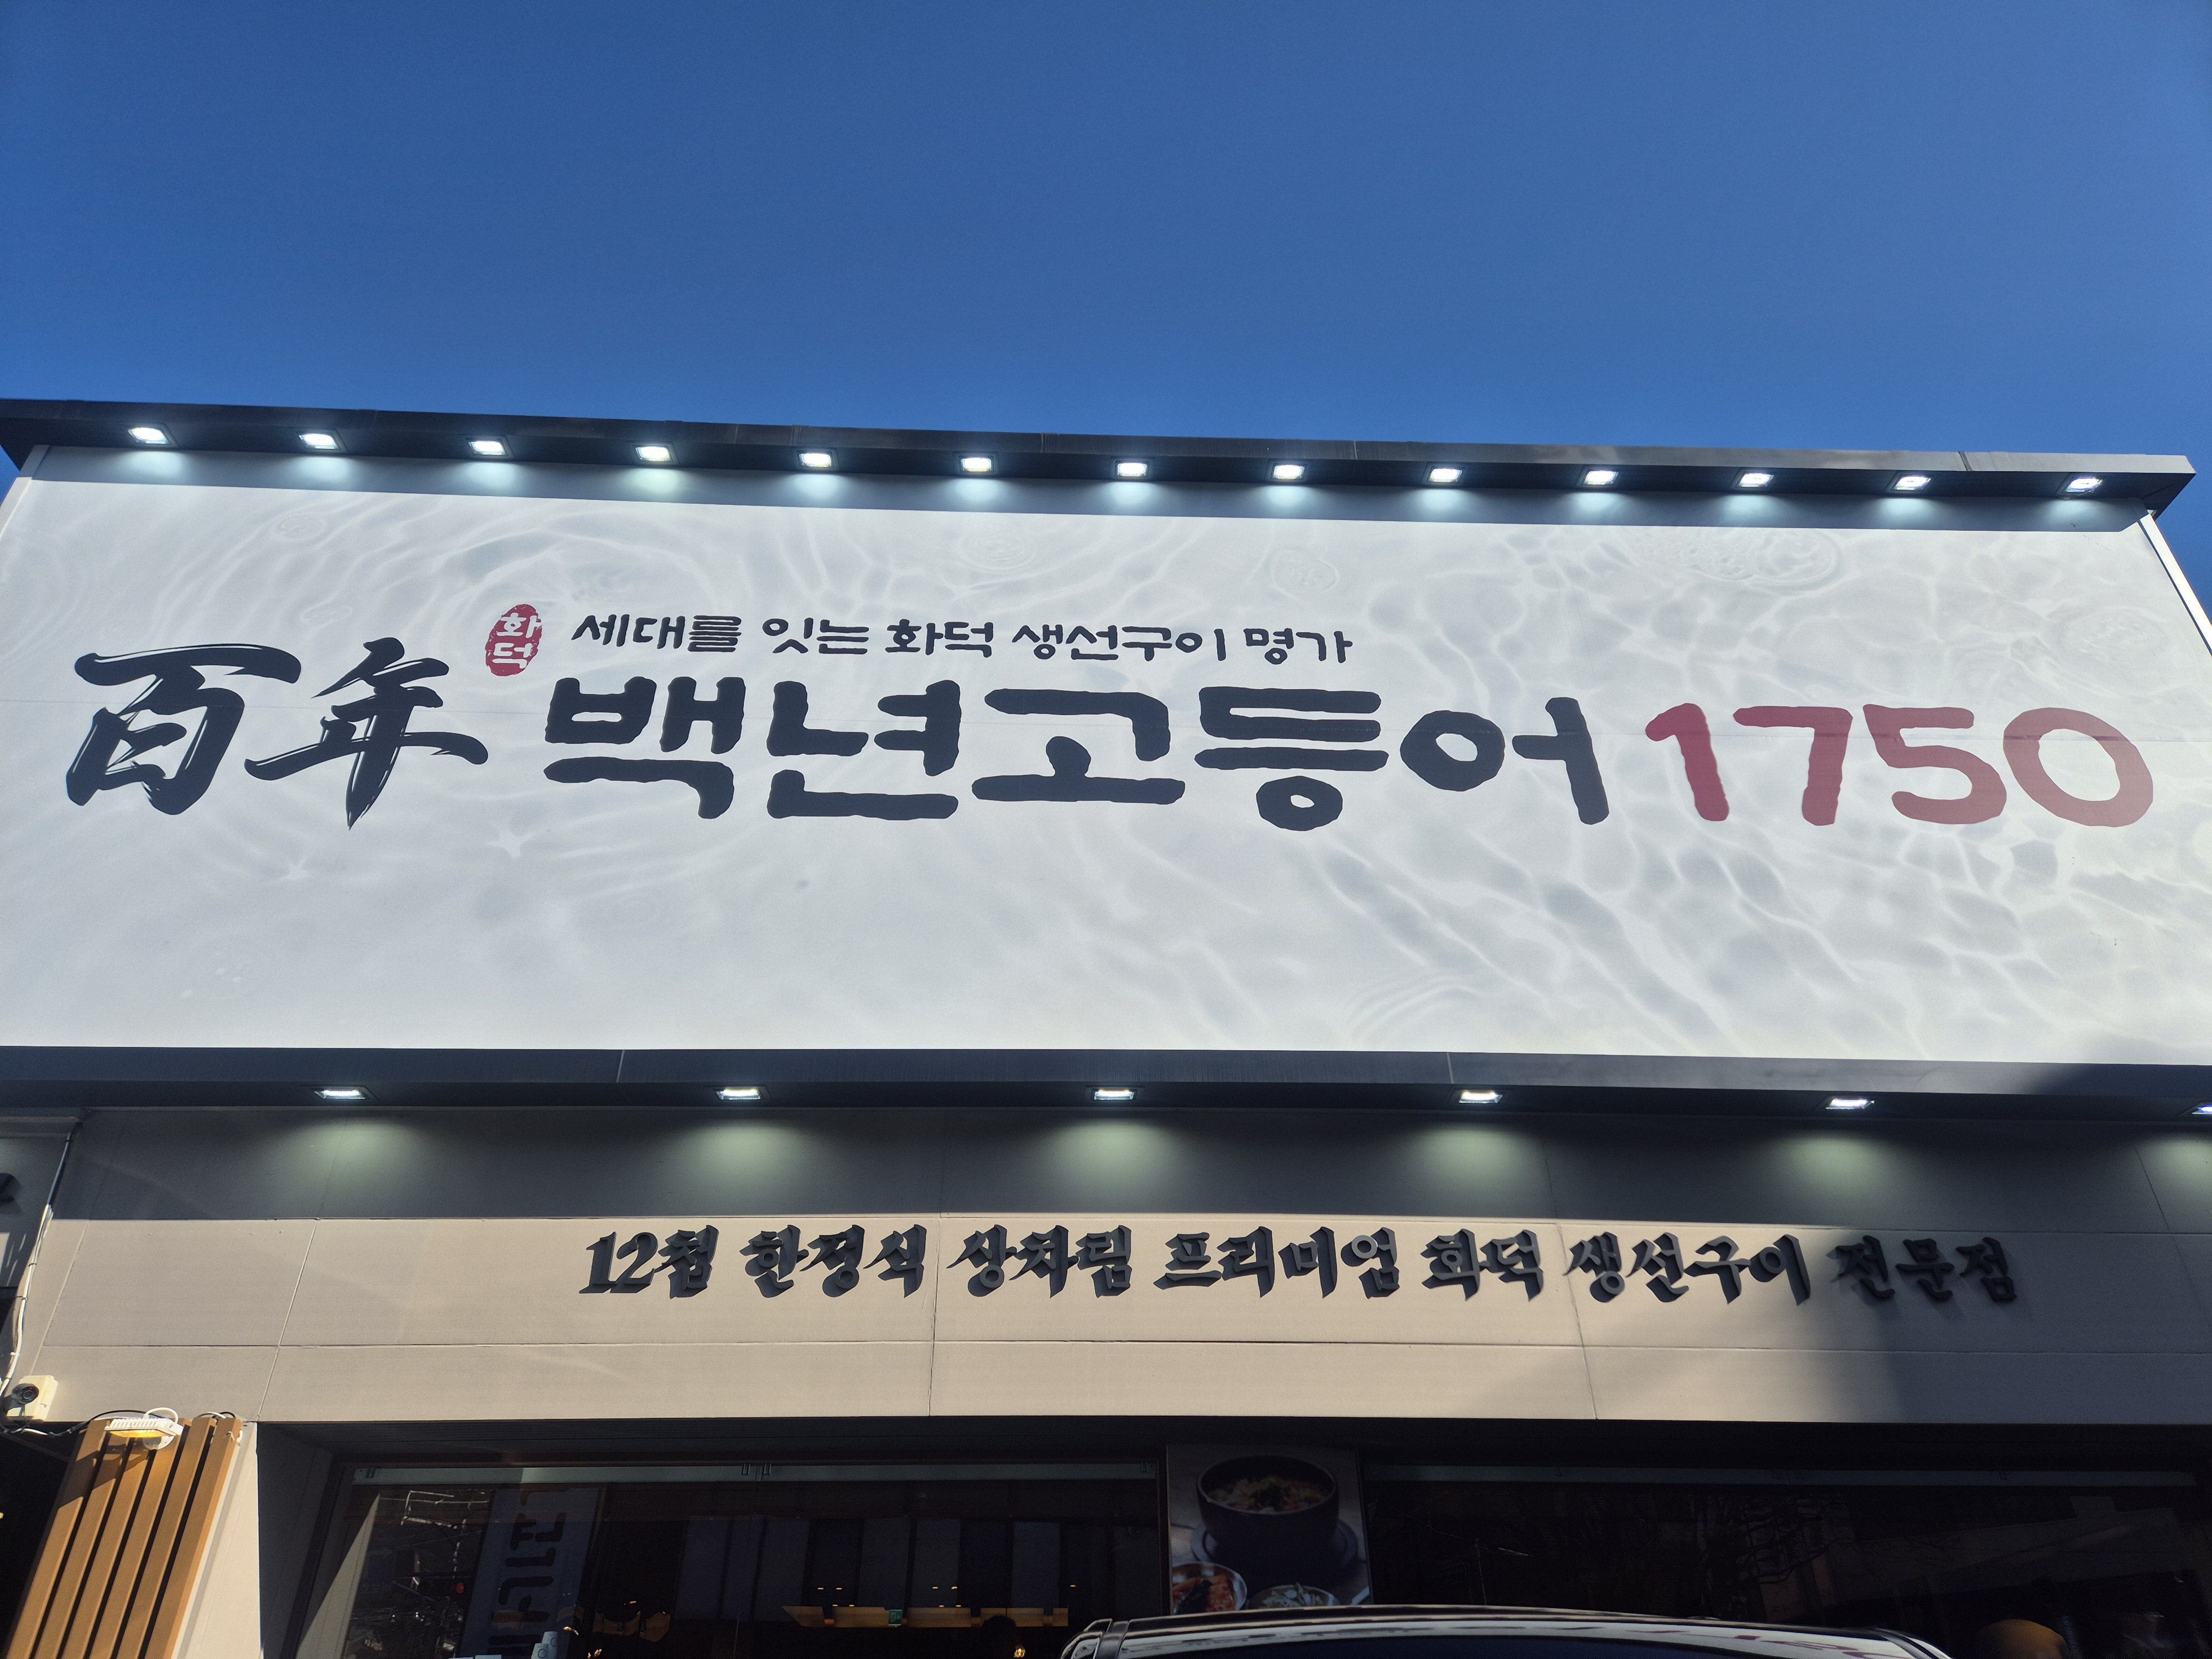 화덕
세대를 잇는 화덕 생선구이 명가
百年 백년고등어 1750
12첩 한정식 상차림 프리미엄 화덕 생선구이 전문점